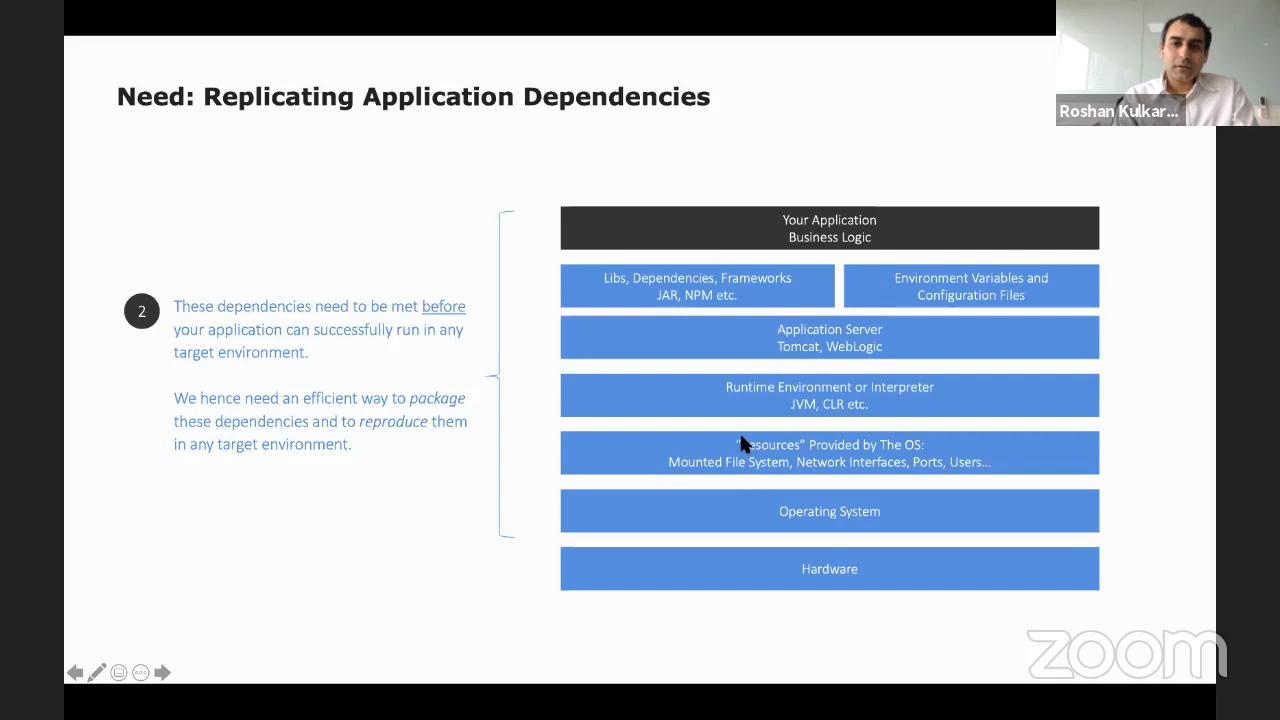 Need: Replicating Application Dependencies
Roshan Kulkar...
Your Application
Business Logic
Libs, Dependencies, Frameworks
JAR, NPM etc.
Environment Variables and
Configuration Files
2
These dependencies need to be met before
your application can successfully run in any
target environment.
We hence need an efficient way to package
these dependencies and to reproduce them
in any target environment.
Application Server
Tomcat, WebLogic
Runtime Environment or Interpreter
JVM, CLR etc.
“Resources” Provided by The OS:
Mounted File System, Network Interfaces, Ports, Users...
Operating System
Hardware
zoom